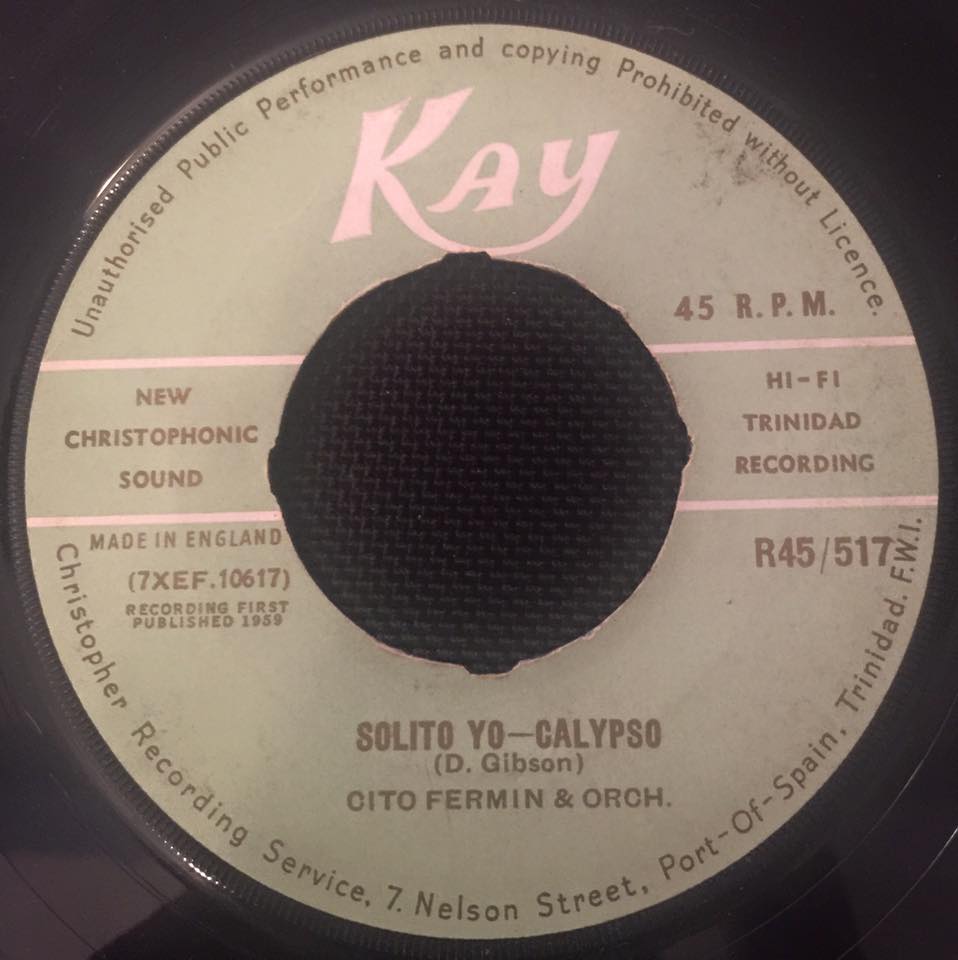 Unauthorised Public Performance and copying Prohibited without Licence.
Kay
45 R.P.M.
NEW
CHRISTOPHONIC
SOUND
HI-FI
TRINIDAD
RECORDING
MADE IN ENGLAND
(7XEF.10617)
RECORDING FIRST
PUBLISHED 1959
R45/517
SOLITO YO—CALYPSO
(D. Gibson)
CITO FERMIN & ORCH.
Christopher Recording Service, 7. Nelson Street, Port-Of-Spain, Trinidad. F.W.I.